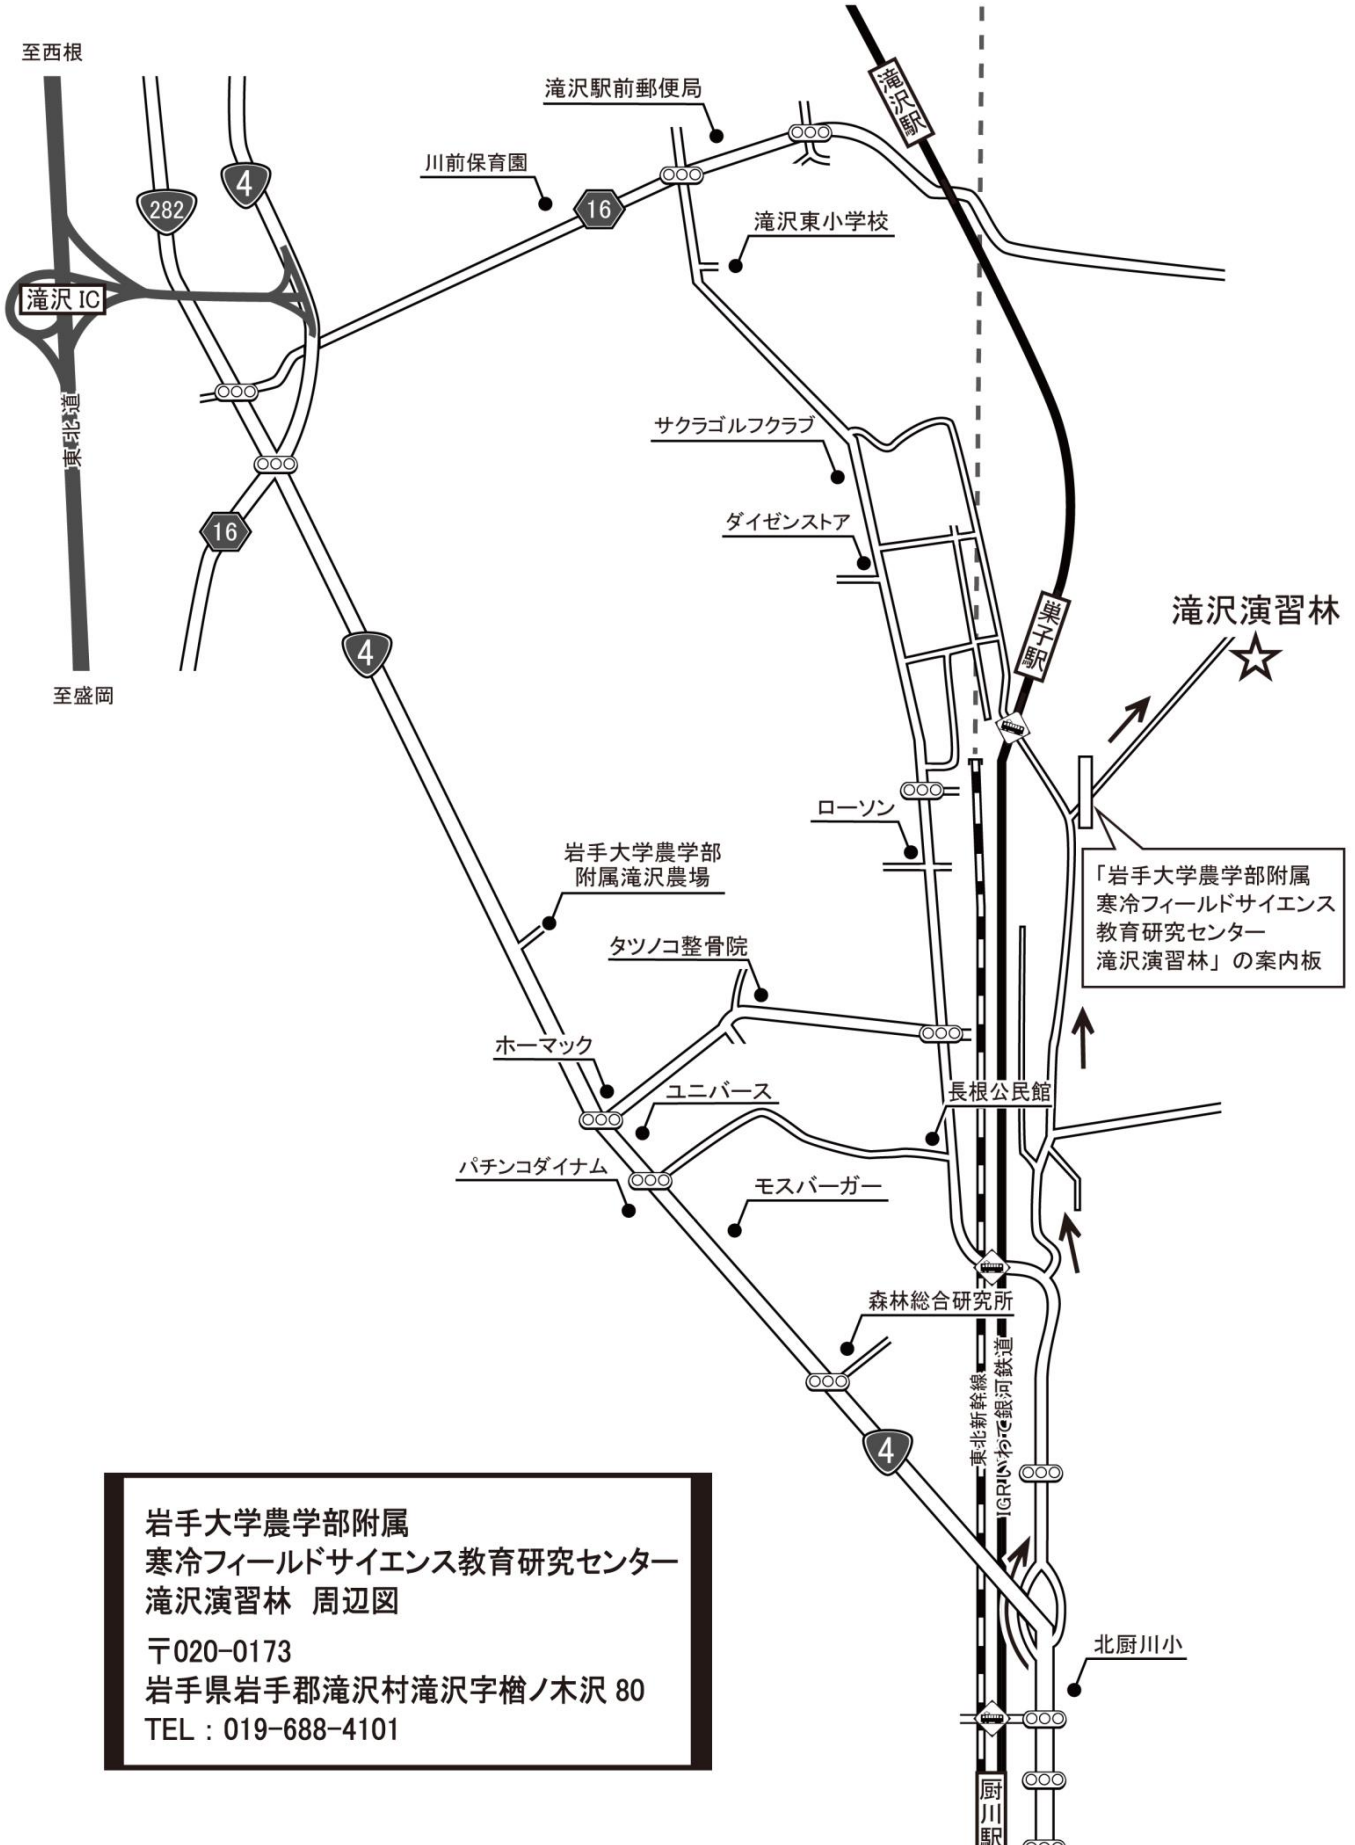 至西根
滝沢駅前郵便局
滝沢駅
川前保育園
4
282
16
滝沢東小学校
滝沢 IC
東北道
サクラゴルフクラブ
16
ダイゼンストア
巣子駅
滝沢演習林
4
至盛岡
ローソン
岩手大学農学部
附属滝沢農場
「岩手大学農学部附属
寒冷フィールドサイエンス
教育研究センター
滝沢演習林」の案内板
タツノコ整骨院
ホーマック
ユニバース
長根公民館
パチンコダイナム
モスバーガー
森林総合研究所
東北新幹線
IGRいわて銀河鉄道
4
岩手大学農学部附属
寒冷フィールドサイエンス教育研究センター
滝沢演習林 周辺図
〒020-0173
岩手県岩手郡滝沢村滝沢字楢ノ木沢 80
TEL：019-688-4101
北厨川小
厨川駅